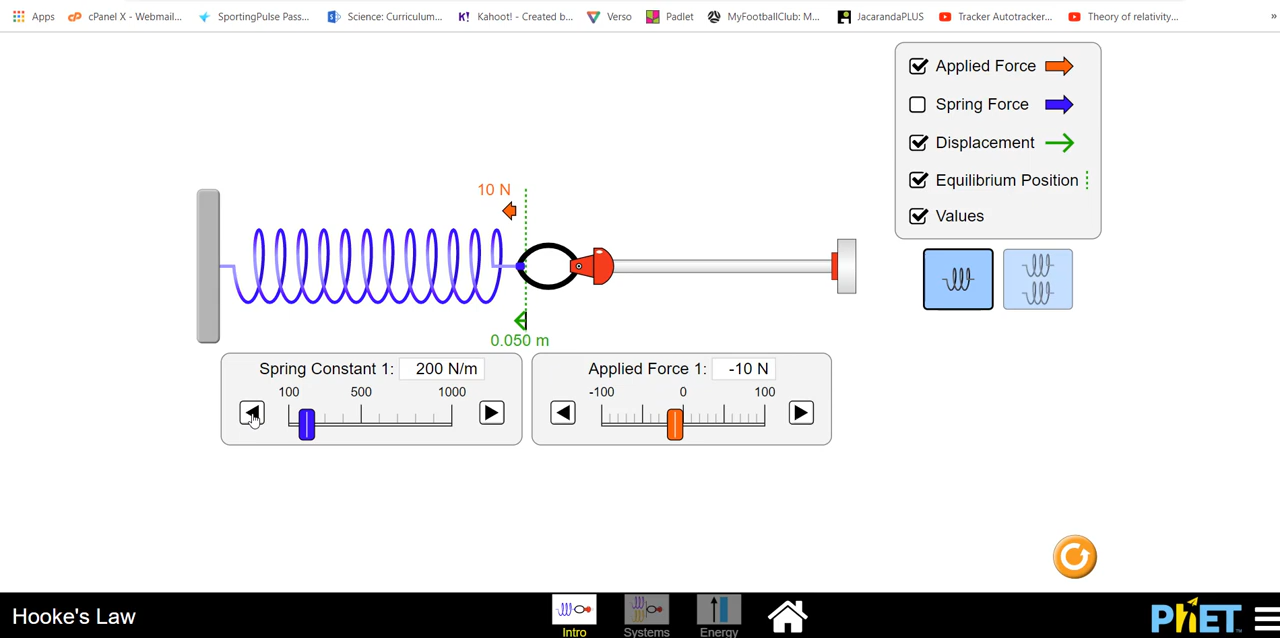 Apps cPanel X - Webmail... SportingPulse Pass... Science: Curriculum... Kahoot! - Created b... Verso Padlet MyFootballClub: M... JacarandaPLUS Tracker Autotracker... Theory of relativity... »
Applied Force
Spring Force
Displacement
Equilibrium Position
Values
10 N
0.050 m
Spring Constant 1: 200 N/m
100 500 1000
Applied Force 1: -10 N
-100 0 100
Hooke's Law
Intro
Systems
Energy
PhET